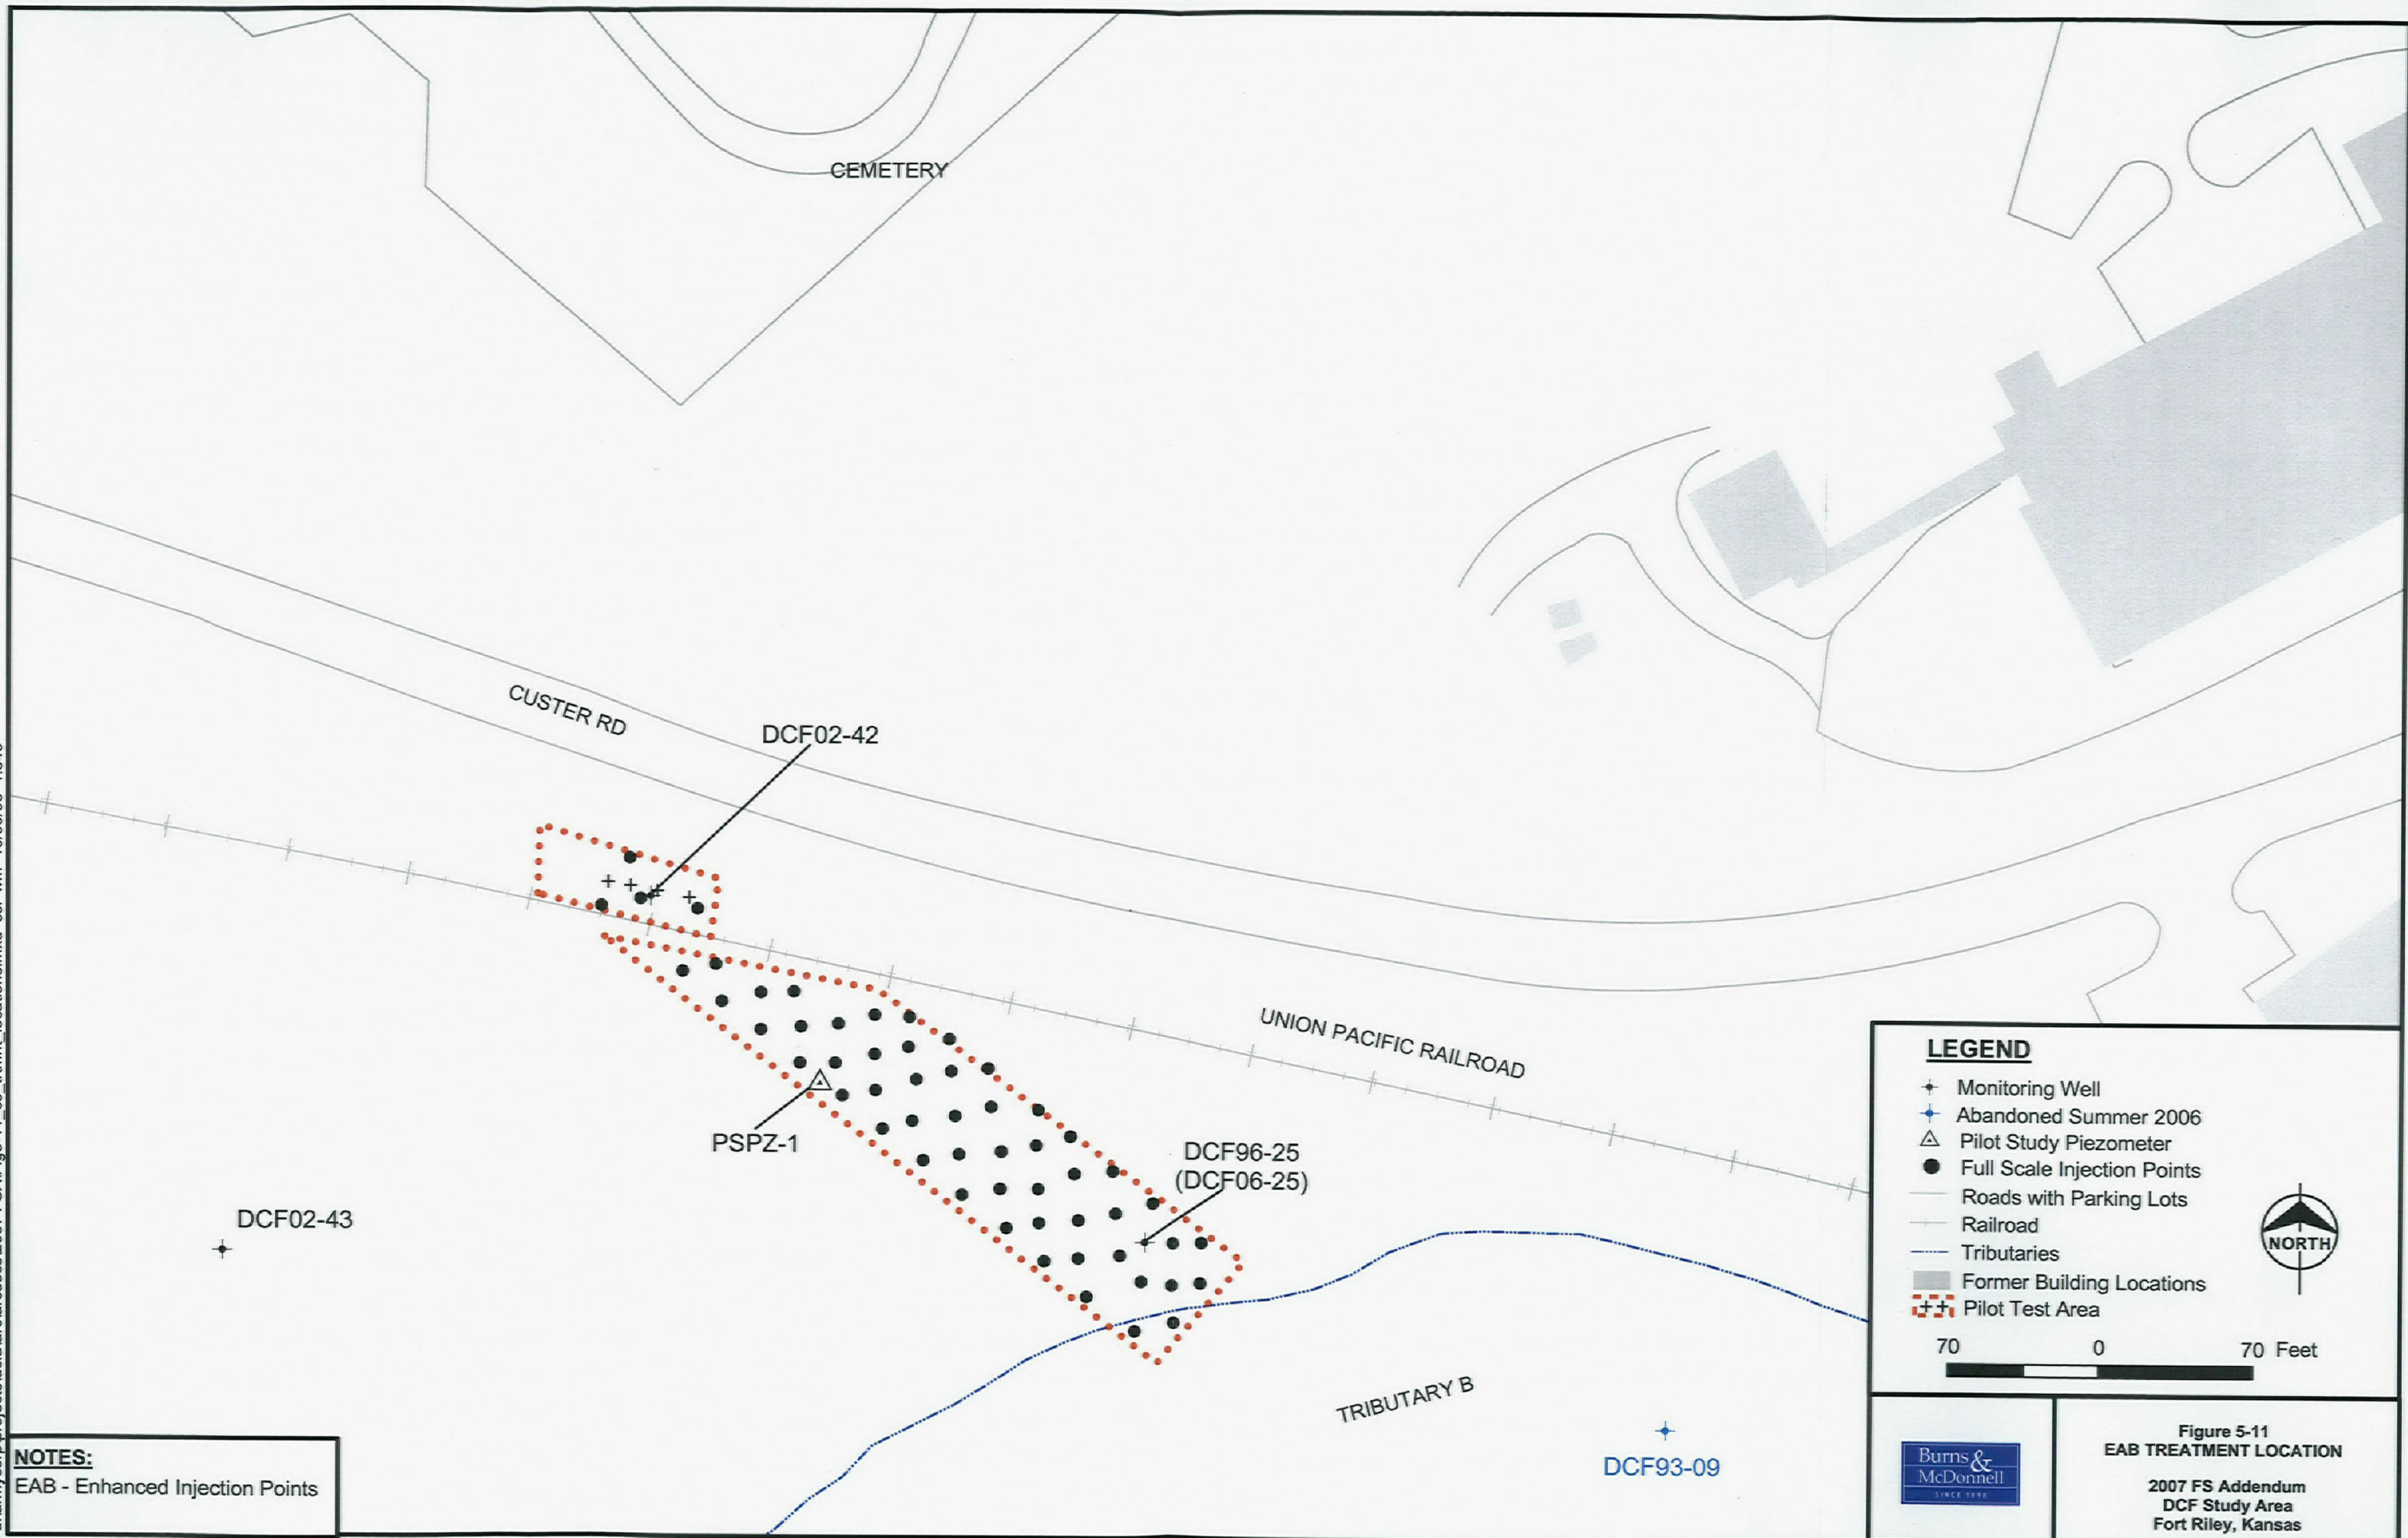 CEMETERY
CUSTER RD
DCF02-42
UNION PACIFIC RAILROAD
PSPZ-1
DCF96-25
(DCF06-25)
DCF02-43
TRIBUTARY B
DCF93-09
NOTES:
EAB - Enhanced Injection Points
LEGEND
Monitoring Well
Abandoned Summer 2006
Pilot Study Piezometer
Full Scale Injection Points
Roads with Parking Lots
Railroad
Tributaries
Former Building Locations
Pilot Test Area
NORTH
70 0 70 Feet
Burns &
McDonnell
SINCE 1898
Figure 5-11
EAB TREATMENT LOCATION
2007 FS Addendum
DCF Study Area
Fort Riley, Kansas